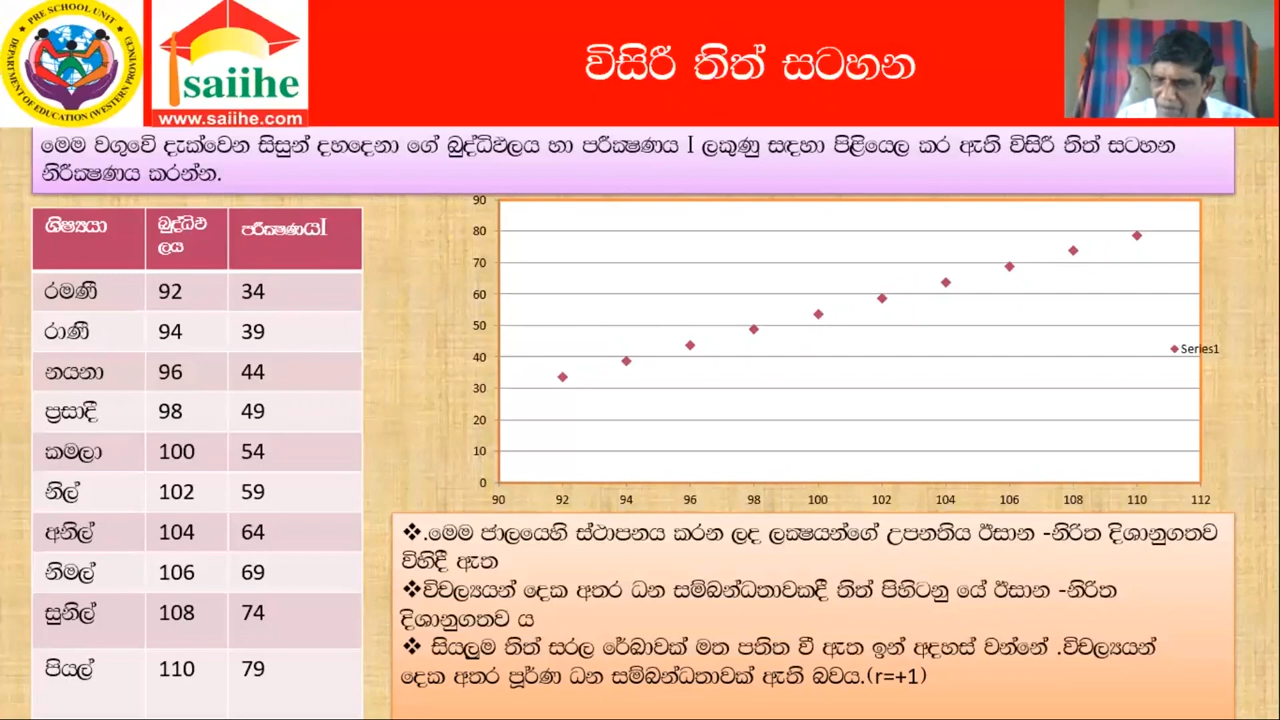 PRE SCHOOL UNIT
DEPARTMENT OF EDUCATION (WESTERN PROVINCE)
saiihe
www.saiihe.com
විසිරී තිත් සටහන
මෙම වගුවේ දැක්වෙන සිසුන් දහදෙනා ගේ බුද්ධිඵලය හා පරීක්‍ෂණය I ලකුණු සඳහා පිළියෙල කර ඇති විසිරී තිත් සටහන
නිරීක්‍ෂණය කරන්න.
ශිෂ්‍යයා බුද්ධිඵ පරීක්‍ෂණයI
ලය
රමණී 92 34
රාණී 94 39
නයනා 96 44
ප්‍රසාදී 98 49
කමලා 100 54
නිල් 102 59
අනිල් 104 64
නිමල් 106 69
සුනිල් 108 74
පියල් 110 79
90
80
70
60
50
40
30
20
10
0
90 92 94 96 98 100 102 104 106 108 110 112
Series1
❖.මෙම ජාලයෙහි ස්ථාපනය කරන ලද ලක්‍ෂයන්ගේ උපනතිය ඊසාන -නිරිත දිශානුගතව
විහිදී ඇත
❖විචල්‍යයන් දෙක අතර ධන සම්බන්ධතාවකදී තිත් පිහිටනු යේ ඊසාන -නිරිත
දිශානුගතව ය
❖ සියලුම තිත් සරල රේඛාවක් මත පතිත වී ඇත ඉන් අදහස් වන්නේ .විචල්‍යයන්
දෙක අතර පූර්ණ ධන සම්බන්ධතාවක් ඇති බවය.(r=+1)